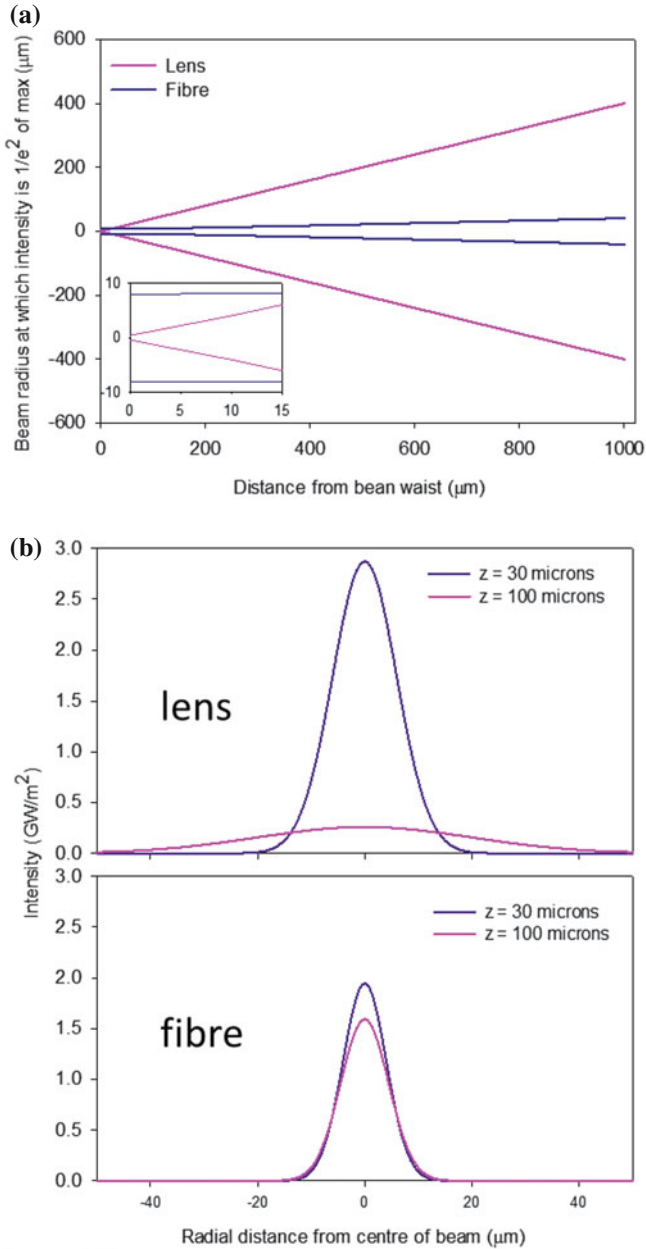 (a)
Beam radius at which intensity is 1/e² of max (μm)
600
400
200
0
-200
-400
-600
Lens
Fibre
10
0
-10
0 5 10 15
0 200 400 600 800 1000
Distance from bean waist (μm)
(b)
Intensity (GW/m²)
3.0
2.5
2.0
1.5
1.0
0.5
0.0
z = 30 microns
z = 100 microns
lens
3.0
2.5
2.0
1.5
1.0
0.5
0.0
z = 30 microns
z = 100 microns
fibre
-40 -20 0 20 40
Radial distance from centre of beam (μm)